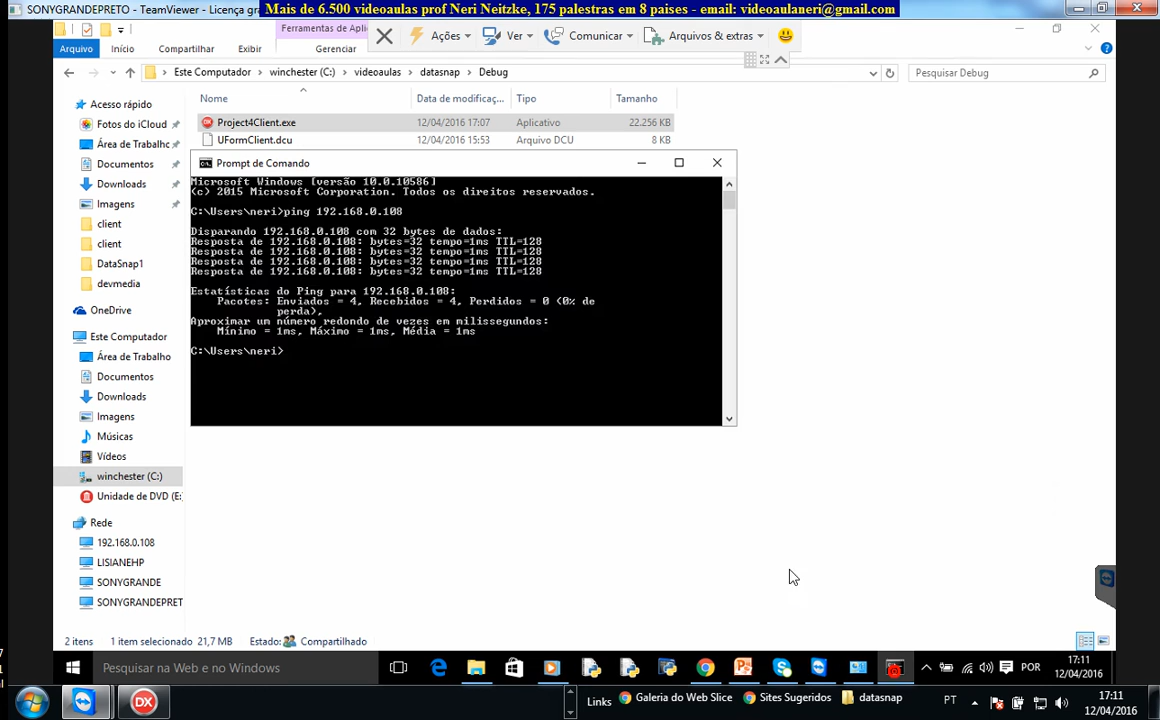 SONYGRANDEPRETO - TeamViewer - Licença gra
Mais de 6.500 videoaulas prof Neri Neitzke, 175 palestras em 8 paises - email: videoaulaneri@gmail.com
Ferramentas de Aplic
Ações
Ver
Comunicar
Arquivos & extras
Arquivo
Início
Compartilhar
Exibir
Gerenciar
Este Computador
winchester (C:)
videoaulas
datasnap
Debug
Pesquisar Debug
Nome
Data de modificaç...
Tipo
Tamanho
Project4Client.exe
12/04/2016 17:07
Aplicativo
22.256 KB
UFormClient.dcu
12/04/2016 15:53
Arquivo DCU
8 KB
Acesso rápido
Fotos do iCloud
Área de Trabalho
Documentos
Downloads
Imagens
client
client
DataSnap1
devmedia
OneDrive
Este Computador
Área de Trabalho
Documentos
Downloads
Imagens
Músicas
Vídeos
winchester (C:)
Unidade de DVD (E:
Rede
192.168.0.108
LISIANEHP
SONYGRANDE
SONYGRANDEPRET
Prompt de Comando
Microsoft Windows [versão 10.0.10586]
(c) 2015 Microsoft Corporation. Todos os direitos reservados.
C:\Users\neri>ping 192.168.0.108
Disparando 192.168.0.108 com 32 bytes de dados:
Resposta de 192.168.0.108: bytes=32 tempo=1ms TTL=128
Resposta de 192.168.0.108: bytes=32 tempo=1ms TTL=128
Resposta de 192.168.0.108: bytes=32 tempo=1ms TTL=128
Resposta de 192.168.0.108: bytes=32 tempo=1ms TTL=128
Estatísticas do Ping para 192.168.0.108:
Pacotes: Enviados = 4, Recebidos = 4, Perdidos = 0 (0% de
perda),
Aproximar um número redondo de vezes em milissegundos:
Mínimo = 1ms, Máximo = 1ms, Média = 1ms
C:\Users\neri>
2 itens
1 item selecionado 21,7 MB
Estado:
Compartilhado
Pesquisar na Web e no Windows
POR
17:11
12/04/2016
DX
Links
Galeria do Web Slice
Sites Sugeridos
datasnap
PT
17:11
12/04/2016